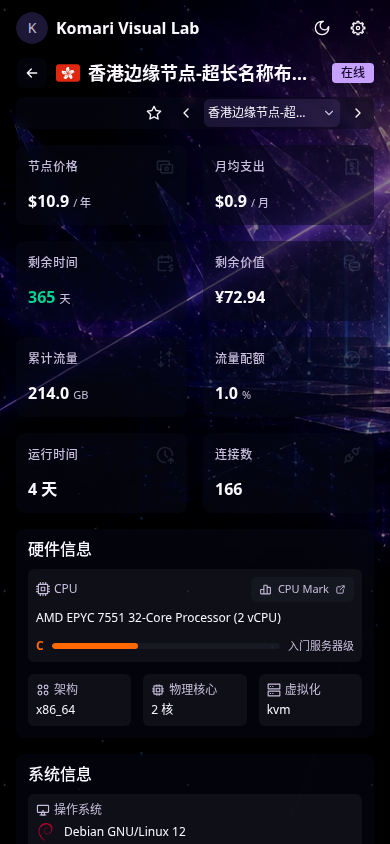 K Komari Visual Lab
香港边缘节点-超长名称布... 在线
香港边缘节点-超...
节点价格 月均支出
$10.9 / 年 $0.9 / 月
剩余时间 剩余价值
365 天 ¥72.94
累计流量 流量配额
214.0 GB 1.0 %
运行时间 连接数
4 天 166
硬件信息
CPU CPU Mark
AMD EPYC 7551 32-Core Processor (2 vCPU)
C 入门服务器级
架构 物理核心 虚拟化
x86_64 2 核 kvm
系统信息
操作系统
Debian GNU/Linux 12